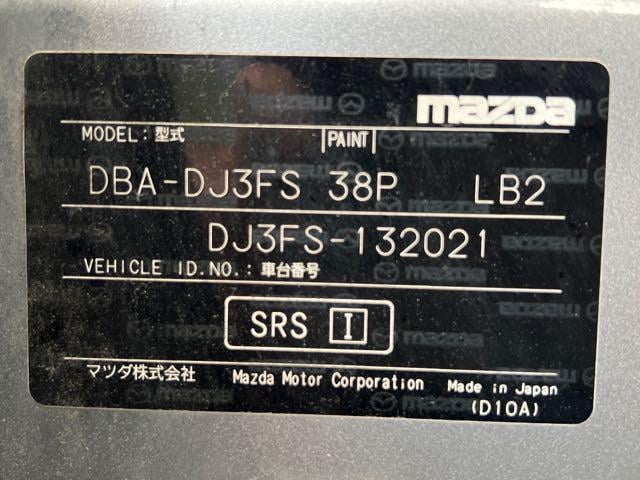 mazda
MODEL: 型式 PAINT
DBA-DJ3FS 38P LB2
DJ3FS-132021
VEHICLE ID.NO.: 車台番号
SRS I
マツダ株式会社 Mazda Motor Corporation Made in Japan
(D10A)